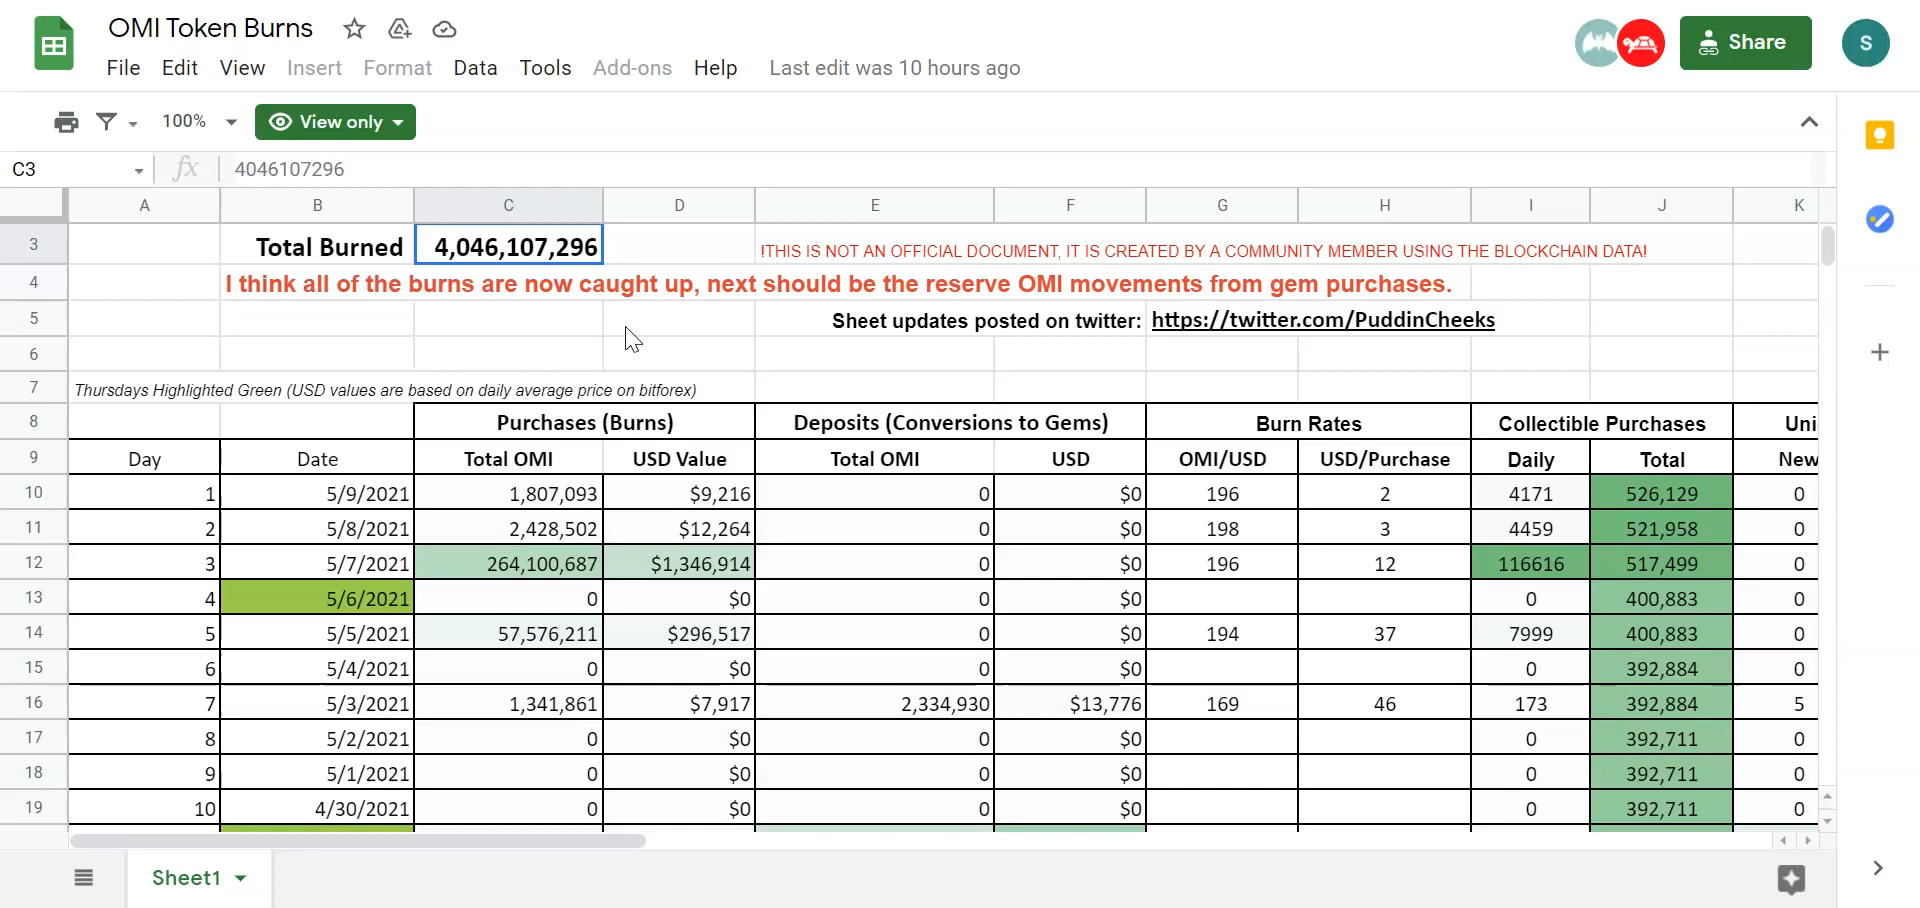 OMI Token Burns
File Edit View Insert Format Data Tools Add-ons Help Last edit was 10 hours ago
Share
S
100% View only
C3 fx 4046107296
A B C D E F G H I J K
3 Total Burned 4,046,107,296 !THIS IS NOT AN OFFICIAL DOCUMENT, IT IS CREATED BY A COMMUNITY MEMBER USING THE BLOCKCHAIN DATA!
4 I think all of the burns are now caught up, next should be the reserve OMI movements from gem purchases.
5 Sheet updates posted on twitter: https://twitter.com/PuddinCheeks
6
7 Thursdays Highlighted Green (USD values are based on daily average price on bitforex)
8 Purchases (Burns) Deposits (Conversions to Gems) Burn Rates Collectible Purchases Uni
9 Day Date Total OMI USD Value Total OMI USD OMI/USD USD/Purchase Daily Total New
10 1 5/9/2021 1,807,093 $9,216 0 $0 196 2 4171 526,129 0
11 2 5/8/2021 2,428,502 $12,264 0 $0 198 3 4459 521,958 0
12 3 5/7/2021 264,100,687 $1,346,914 0 $0 196 12 116616 517,499 0
13 4 5/6/2021 0 $0 0 $0 0 400,883 0
14 5 5/5/2021 57,576,211 $296,517 0 $0 194 37 7999 400,883 0
15 6 5/4/2021 0 $0 0 $0 0 392,884 0
16 7 5/3/2021 1,341,861 $7,917 2,334,930 $13,776 169 46 173 392,884 5
17 8 5/2/2021 0 $0 0 $0 0 392,711 0
18 9 5/1/2021 0 $0 0 $0 0 392,711 0
19 10 4/30/2021 0 $0 0 $0 0 392,711 0
Sheet1